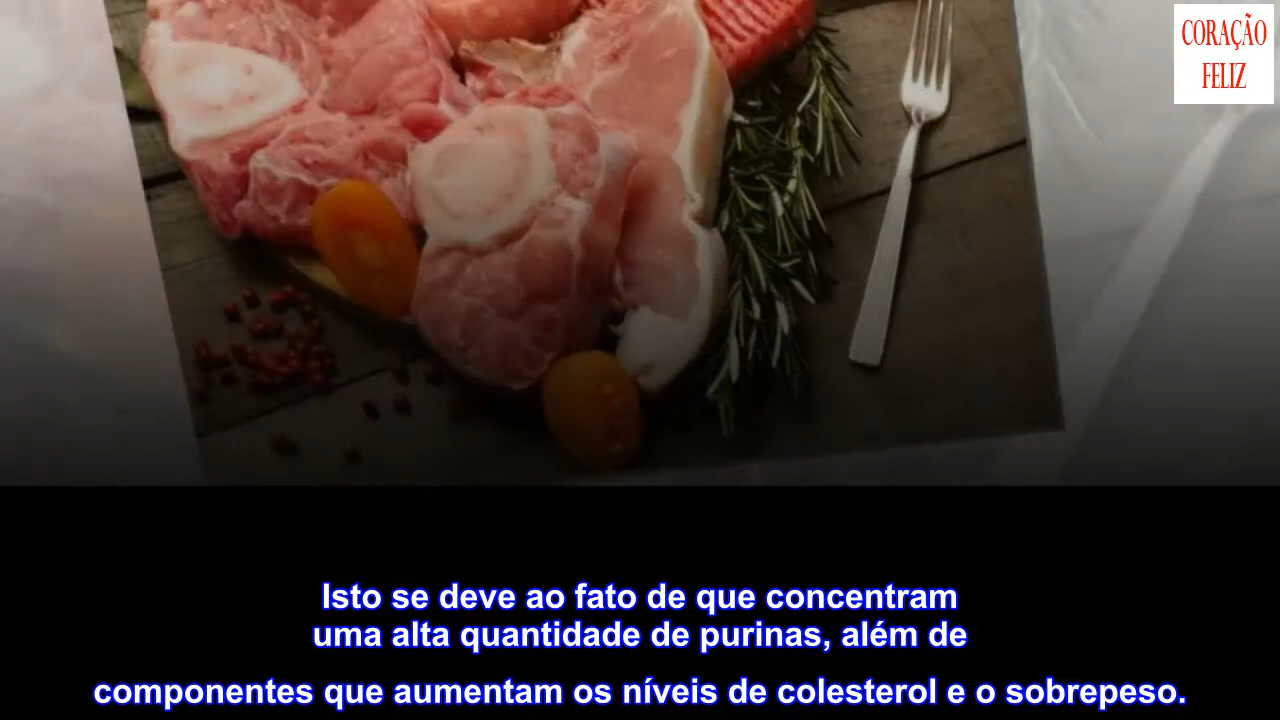 CORAÇÃO
FELIZ
Isto se deve ao fato de que concentram
uma alta quantidade de purinas, além de
componentes que aumentam os níveis de colesterol e o sobrepeso.